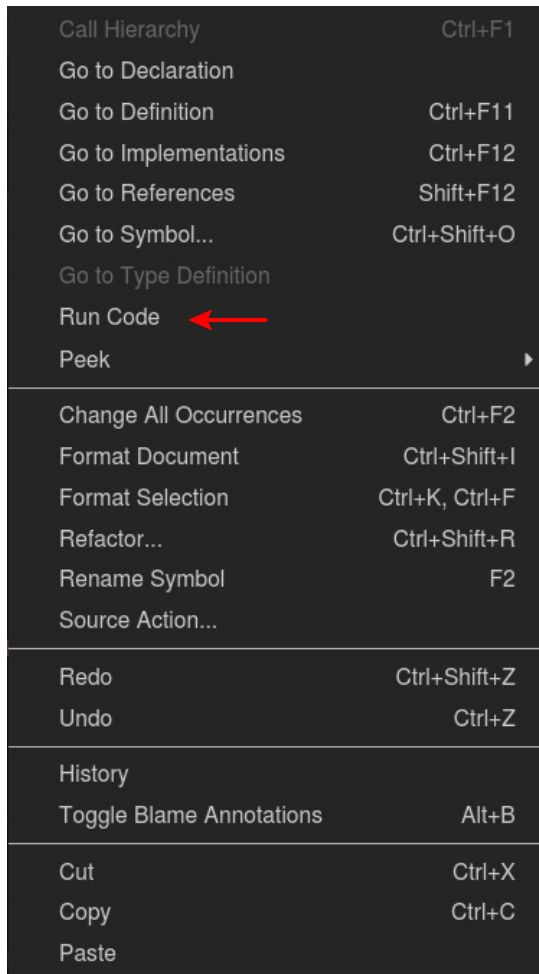 Call Hierarchy Ctrl+F1
Go to Declaration
Go to Definition Ctrl+F11
Go to Implementations Ctrl+F12
Go to References Shift+F12
Go to Symbol... Ctrl+Shift+O
Go to Type Definition
Run Code
Peek
Change All Occurrences Ctrl+F2
Format Document Ctrl+Shift+I
Format Selection Ctrl+K, Ctrl+F
Refactor... Ctrl+Shift+R
Rename Symbol F2
Source Action...
Redo Ctrl+Shift+Z
Undo Ctrl+Z
History
Toggle Blame Annotations Alt+B
Cut Ctrl+X
Copy Ctrl+C
Paste